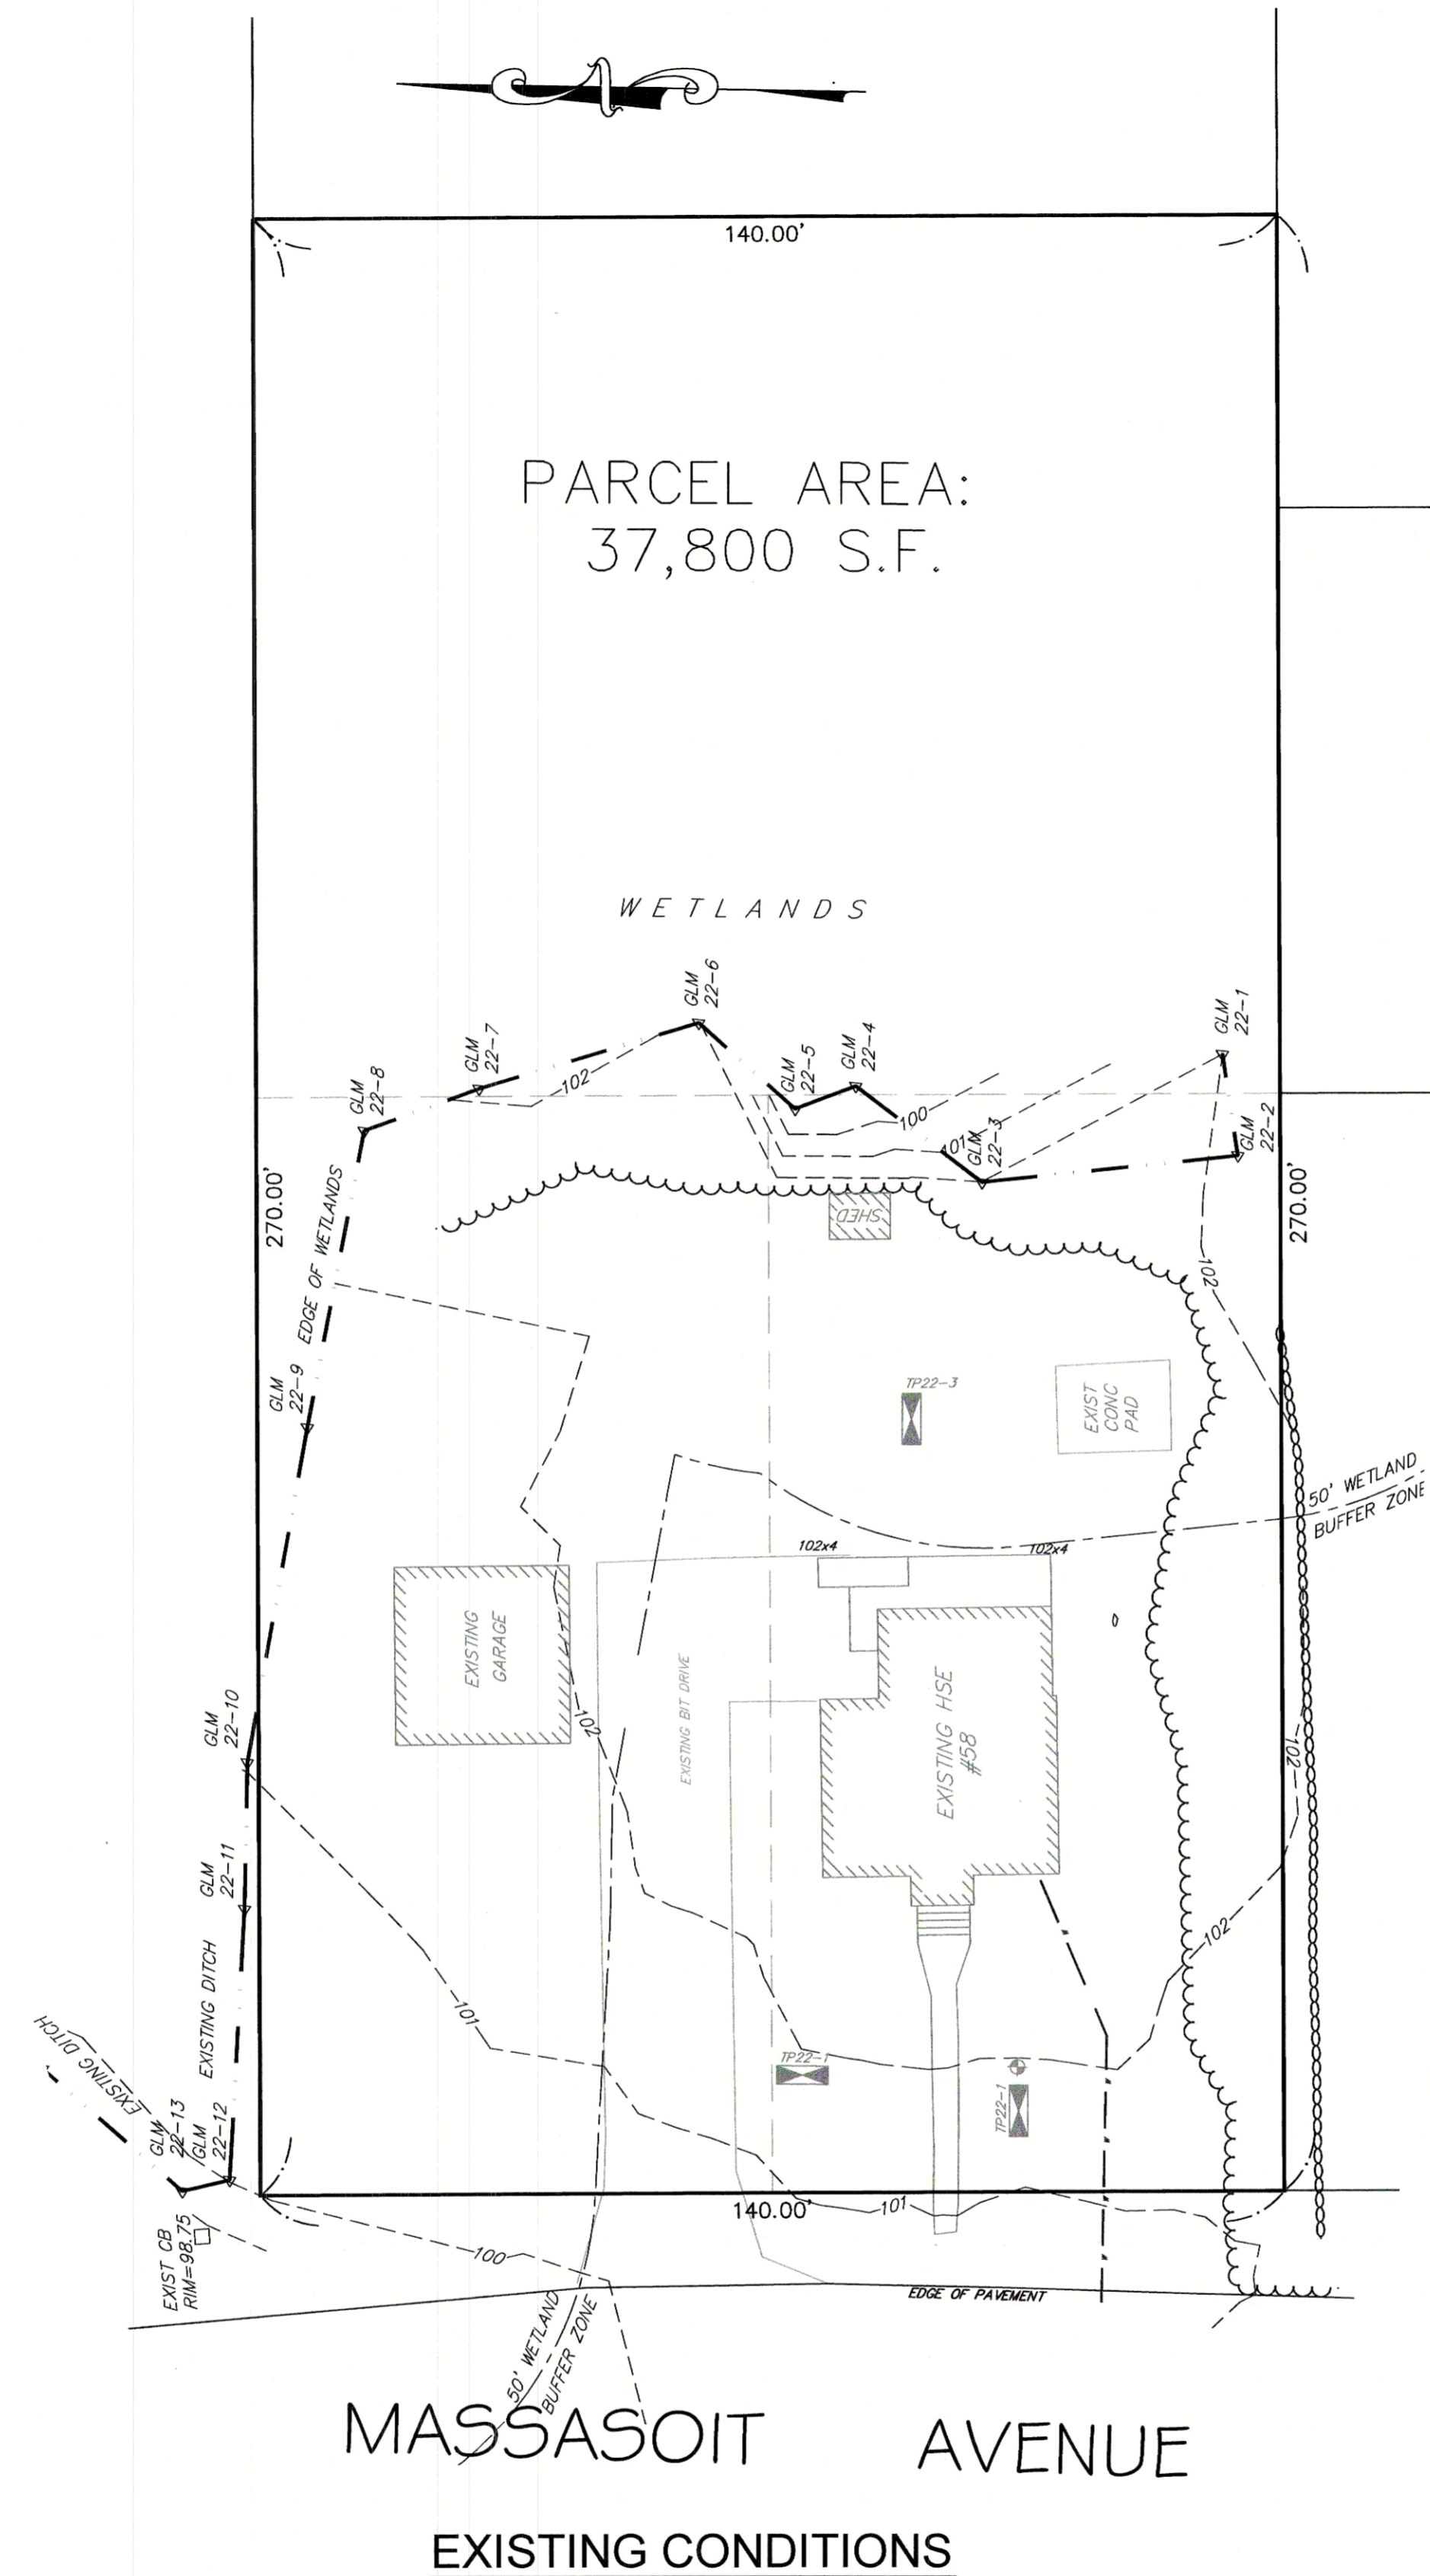 N
140.00'
PARCEL AREA:
37,800 S.F.
WETLANDS
GLM
22-6
GLM
22-7
GLM
22-5
GLM
22-4
GLM
22-1
GLM
22-8
102
100
101
GLM
22-3
GLM
22-2
270.00'
EDGE OF WETLANDS
SHED
270.00'
102
GLM
22-9
TP22-3
EXIST
CONC
PAD
50' WETLAND
BUFFER ZONE
102x4
102x4
EXISTING
GARAGE
102
EXISTING BIT DRIVE
EXISTING HSE
#58
GLM
22-10
102
GLM
22-11
EXISTING DITCH
102
101
EXISTING DITCH
TP22-1
TP22-1
GLM
22-13
GLM
22-12
140.00'
101
EXIST CB
RIM=98.75
100
EDGE OF PAVEMENT
50' WETLAND
BUFFER ZONE
MASSASOIT AVENUE
EXISTING CONDITIONS